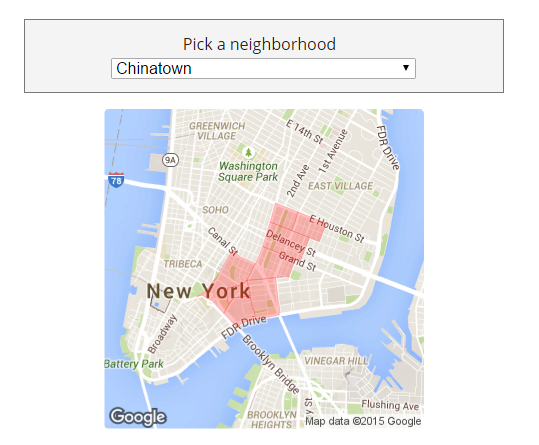 Pick a neighborhood
Chinatown
GREENWICH
VILLAGE
E 14th St
1st Avenue
FDR Drive
9A
Washington
Square Park
2nd Ave
78
EAST VILLAGE
SOHO
E Houston St
Canal St
Delancey St
Grand St
TRIBECA
New York
FDR Drive
Broadway
Brooklyn Bridge
Battery Park
VINEGAR HILL
Flushing Ave
BROOKLYN
HEIGHTS
y St
Google
Map data ©2015 Google